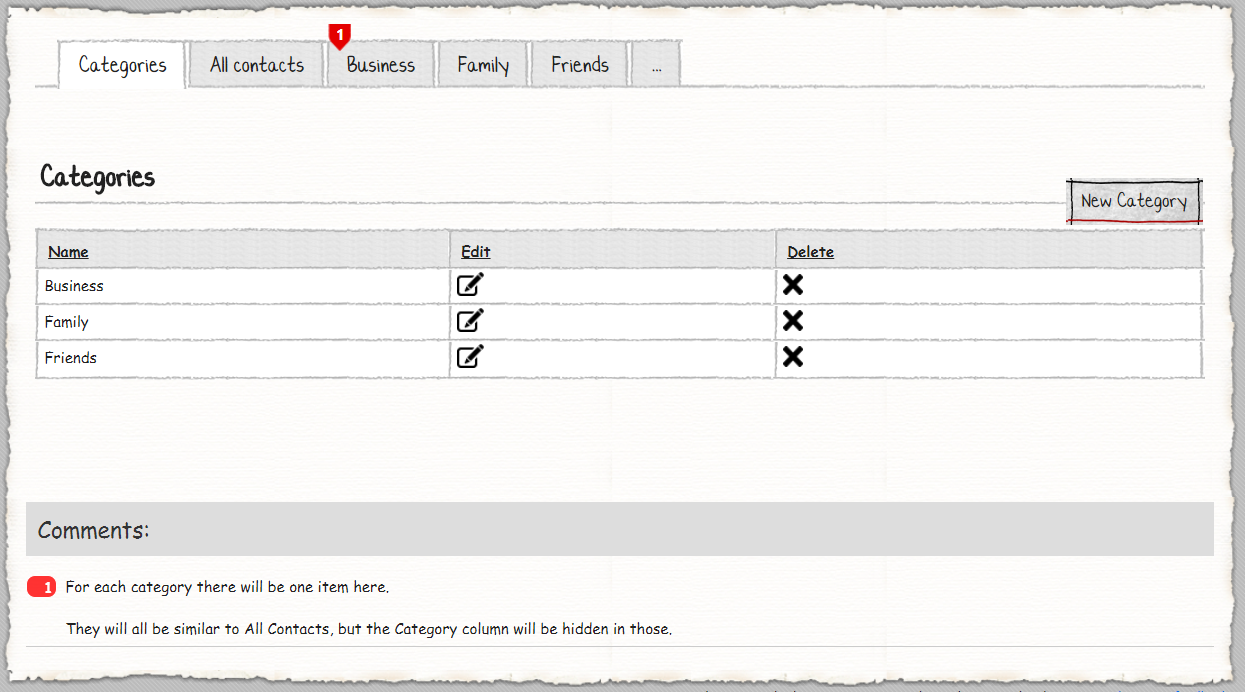 1
Categories All contacts Business Family Friends ...
Categories
New Category
Name Edit Delete
Business
Family
Friends
Comments:
1 For each category there will be one item here.
They will all be similar to All Contacts, but the Category column will be hidden in those.